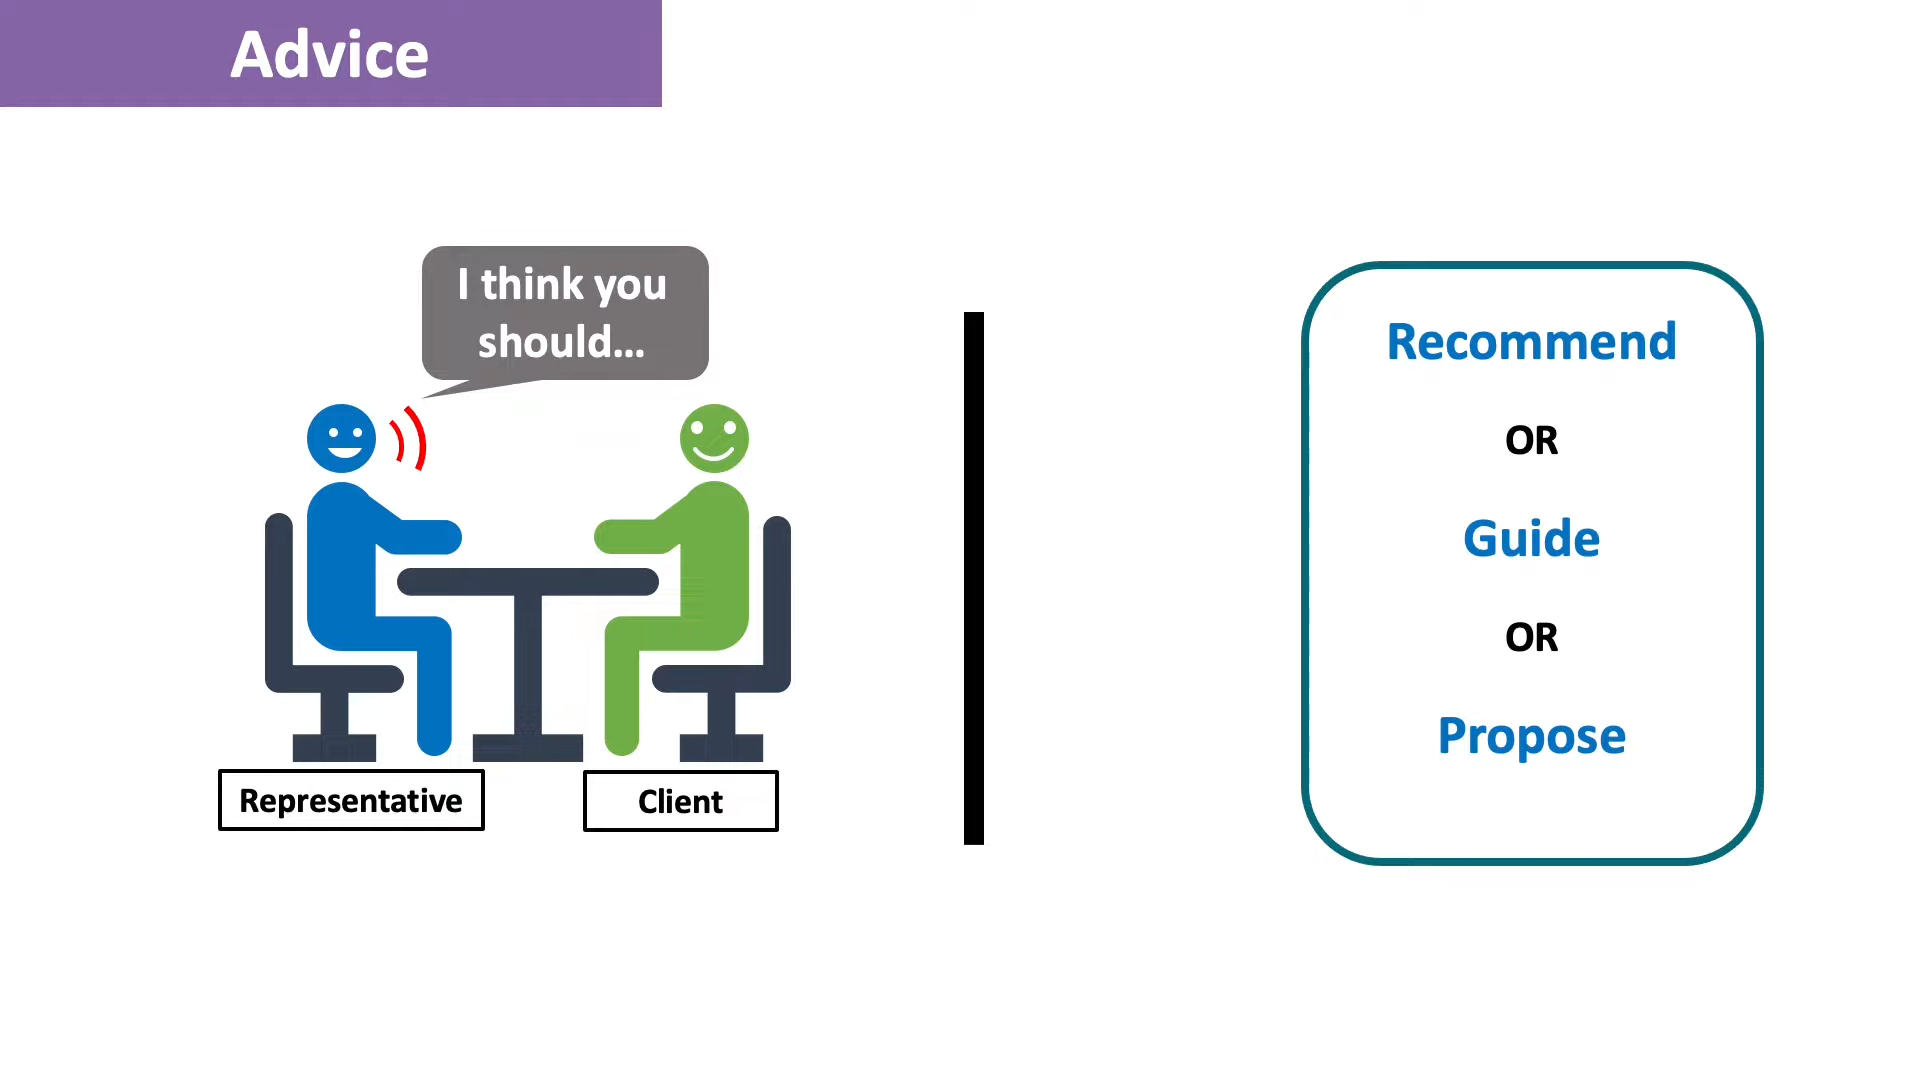 Advice
I think you
should...
Representative
Client
Recommend
OR
Guide
OR
Propose